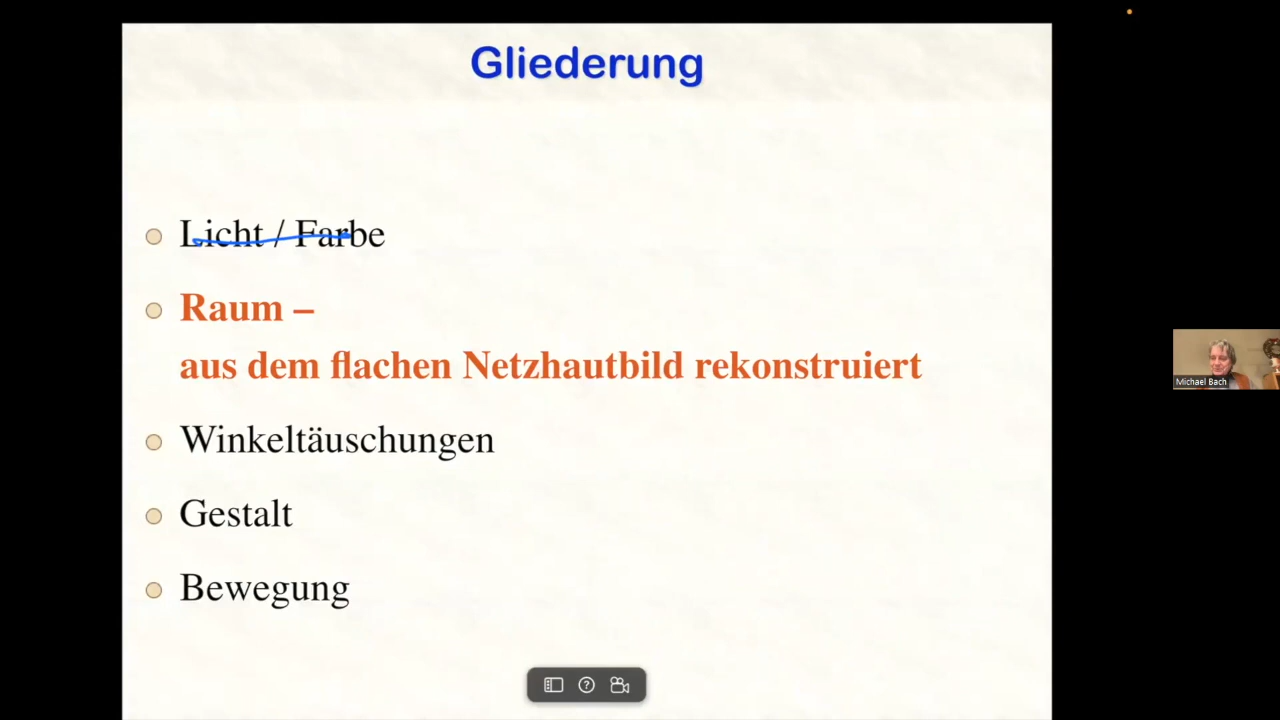 Gliederung
Licht / Farbe
Raum –
aus dem flachen Netzhautbild rekonstruiert
Winkeltäuschungen
Gestalt
Bewegung
Michael Bach